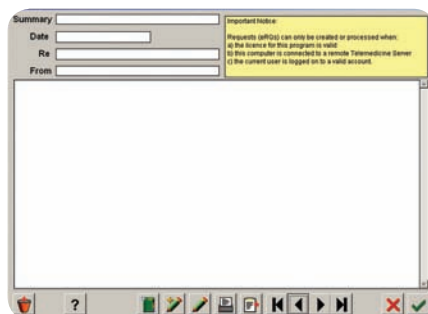 Summary
Date
Re
From
Important Notice:
Requests (eRQs) can only be created or processed when:
a) the licence for this program is valid
b) this computer is connected to a remote Telemedicine Server
c) the current user is logged on to a valid account.
?